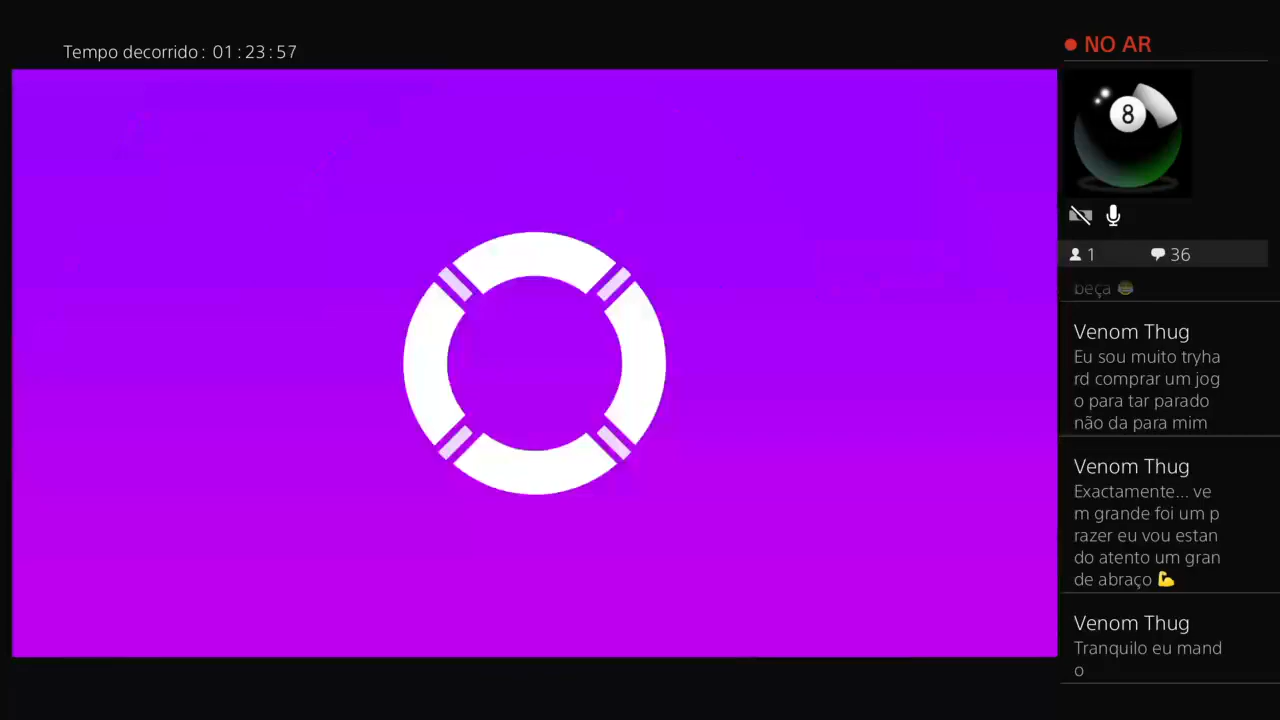 Tempo decorrido: 01:23:57
NO AR
8
1 36
beça 😂
Venom Thug
Eu sou muito tryha
rd comprar um jog
o para tar parado
não da para mim
Venom Thug
Exactamente... ve
m grande foi um p
razer eu vou estan
do atento um gran
de abraço 💪
Venom Thug
Tranquilo eu mand
o